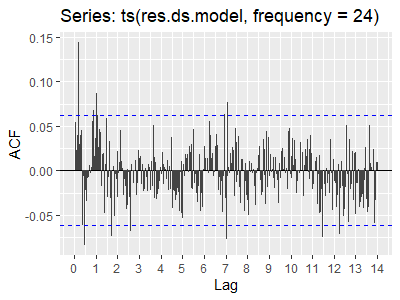 Series: ts(res.ds.model, frequency = 24)
0.15
0.10
0.05
0.00
-0.05
ACF
0 1 2 3 4 5 6 7 8 9 10 11 12 13 14
Lag